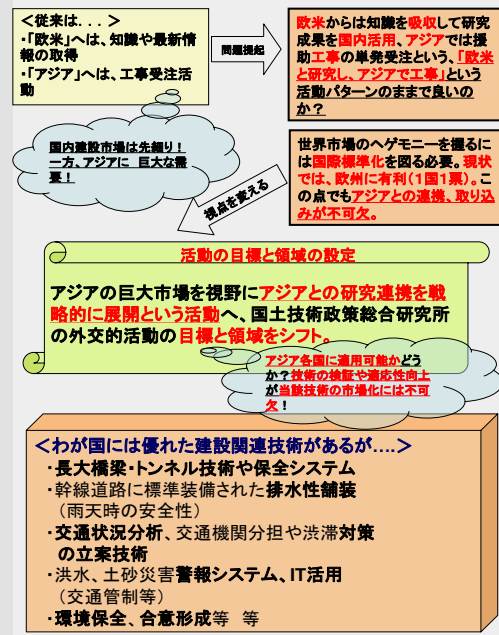 ＜従来は．．．＞
・「欧米」へは、知識や最新情
報の取得
・「アジア」へは、工事受注活
動
問題提起
欧米からは知識を吸収して研究
成果を国内活用、アジアでは援
助工事の単発受注という、「欧米
と研究し、アジアで工事」という
活動パターンのままで良いの
か？
国内建設市場は先細り！
一方、アジアに 巨大な需
要！
世界市場のヘゲモニーを握るに
は国際標準化を図る必要。現状
では、欧州に有利（１国１票）。こ
の点でもアジアとの連携、取り込
みが不可欠。
視点を変える
活動の目標と領域の設定
アジアの巨大市場を視野にアジアとの研究連携を戦
略的に展開という活動へ、国土技術政策総合研究所
の外交的活動の目標と領域をシフト。
アジア各国に適用可能かどう
か？技術の検証や適応性向上
が当該技術の市場化には不可
欠！
＜わが国には優れた建設関連技術があるが．．．．＞
・長大橋梁・トンネル技術や保全システム
・幹線道路に標準装備された排水性舗装
（雨天時の安全性）
・交通状況分析、交通機関分担や渋滞対策
の立案技術
・洪水、土砂災害警報システム、IT活用
（交通管制等）
・環境保全、合意形成等 等